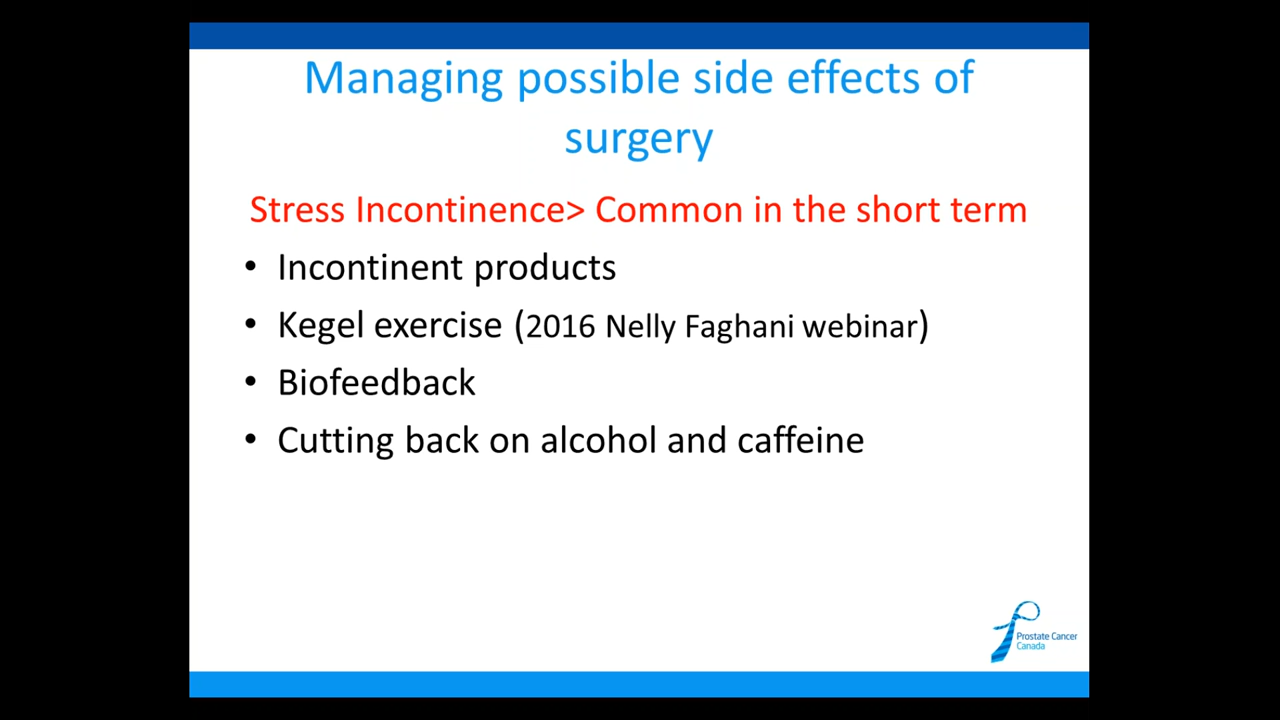 Managing possible side effects of
surgery
Stress Incontinence> Common in the short term
• Incontinent products
• Kegel exercise (2016 Nelly Faghani webinar)
• Biofeedback
• Cutting back on alcohol and caffeine
Prostate Cancer
Canada